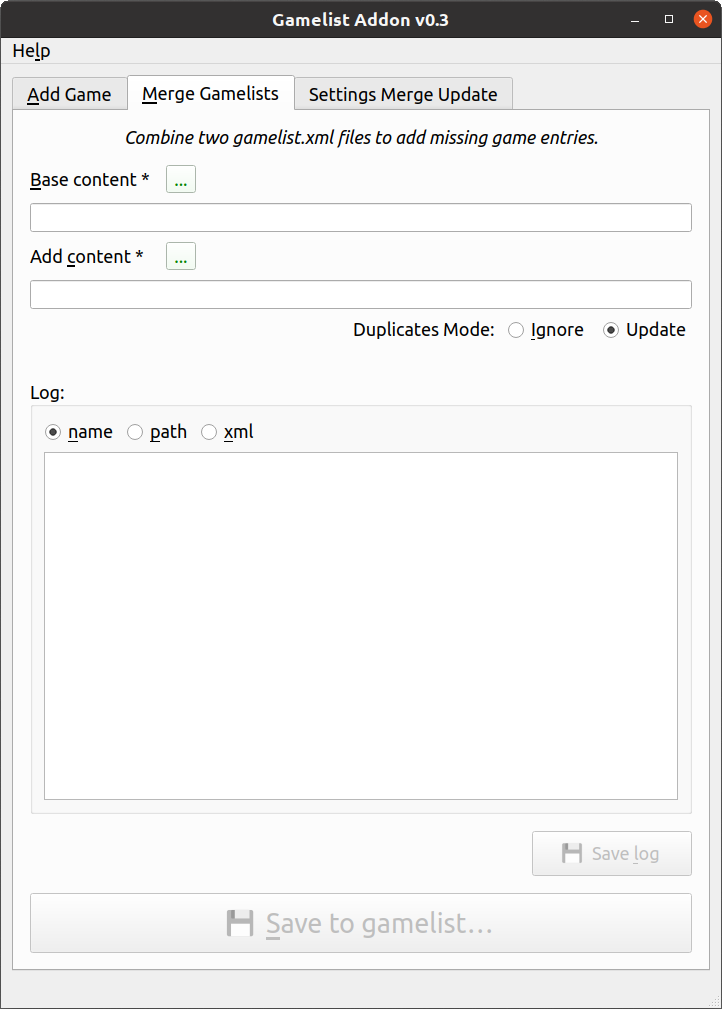 Gamelist Addon v0.3
Help
Add Game Merge Gamelists Settings Merge Update
Combine two gamelist.xml files to add missing game entries.
Base content * ...
Add content * ...
Duplicates Mode: Ignore Update
Log:
name path xml
Save log
Save to gamelist...